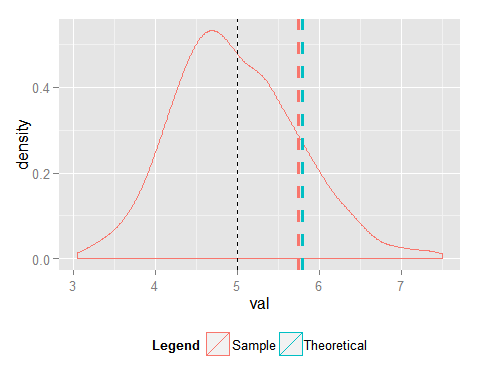 density
0.4
0.2
0.0
3 4 5 6 7
val
Legend Sample Theoretical